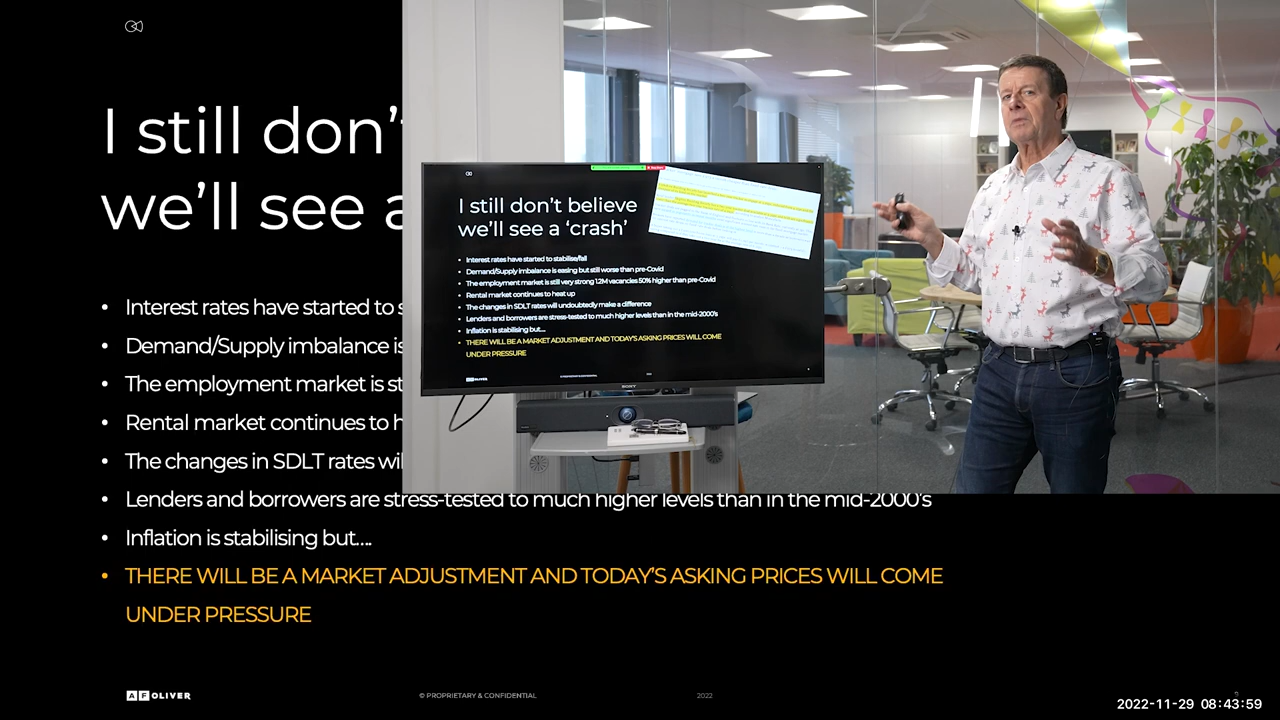 I still don't
we'll see a
• Interest rates have started to s
• Demand/Supply imbalance is
• The employment market is st
• Rental market continues to h
• The changes in SDLT rates wil
• Lenders and borrowers are stress-tested to much higher levels than in the mid-2000's
• Inflation is stabilising but....
• THERE WILL BE A MARKET ADJUSTMENT AND TODAY'S ASKING PRICES WILL COME
UNDER PRESSURE
AF OLIVER
© PROPRIETARY & CONFIDENTIAL
2022
I still don't believe
we'll see a 'crash'
• Interest rates have started to stabilise/fall
• Demand/Supply imbalance is easing but still worse than pre-Covid
• The employment market is still very strong 1.2M vacancies 50% higher than pre-Covid
• Rental market continues to heat up
• The changes in SDLT rates will undoubtedly make a difference
• Lenders and borrowers are stress-tested to much higher levels than in the mid-2000's
• Inflation is stabilising but....
• THERE WILL BE A MARKET ADJUSTMENT AND TODAY'S ASKING PRICES WILL COME
UNDER PRESSURE
SONY
2022-11-29 08:43:59